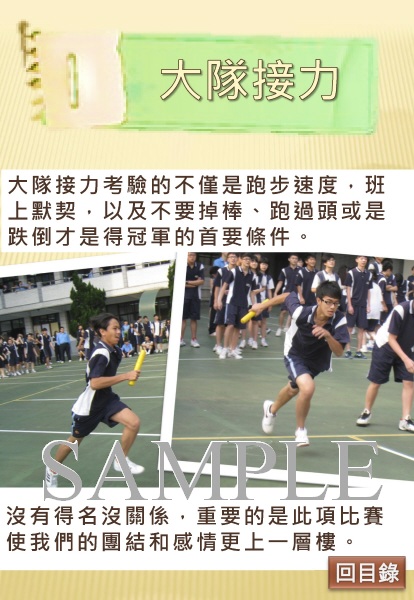 大隊接力
大隊接力考驗的不僅是跑步速度，班
上默契，以及不要掉棒、跑過頭或是
跌倒才是得冠軍的首要條件。
SAMPLE
沒有得名沒關係，重要的是此項比賽
使我們的團結和感情更上一層樓。
回目錄